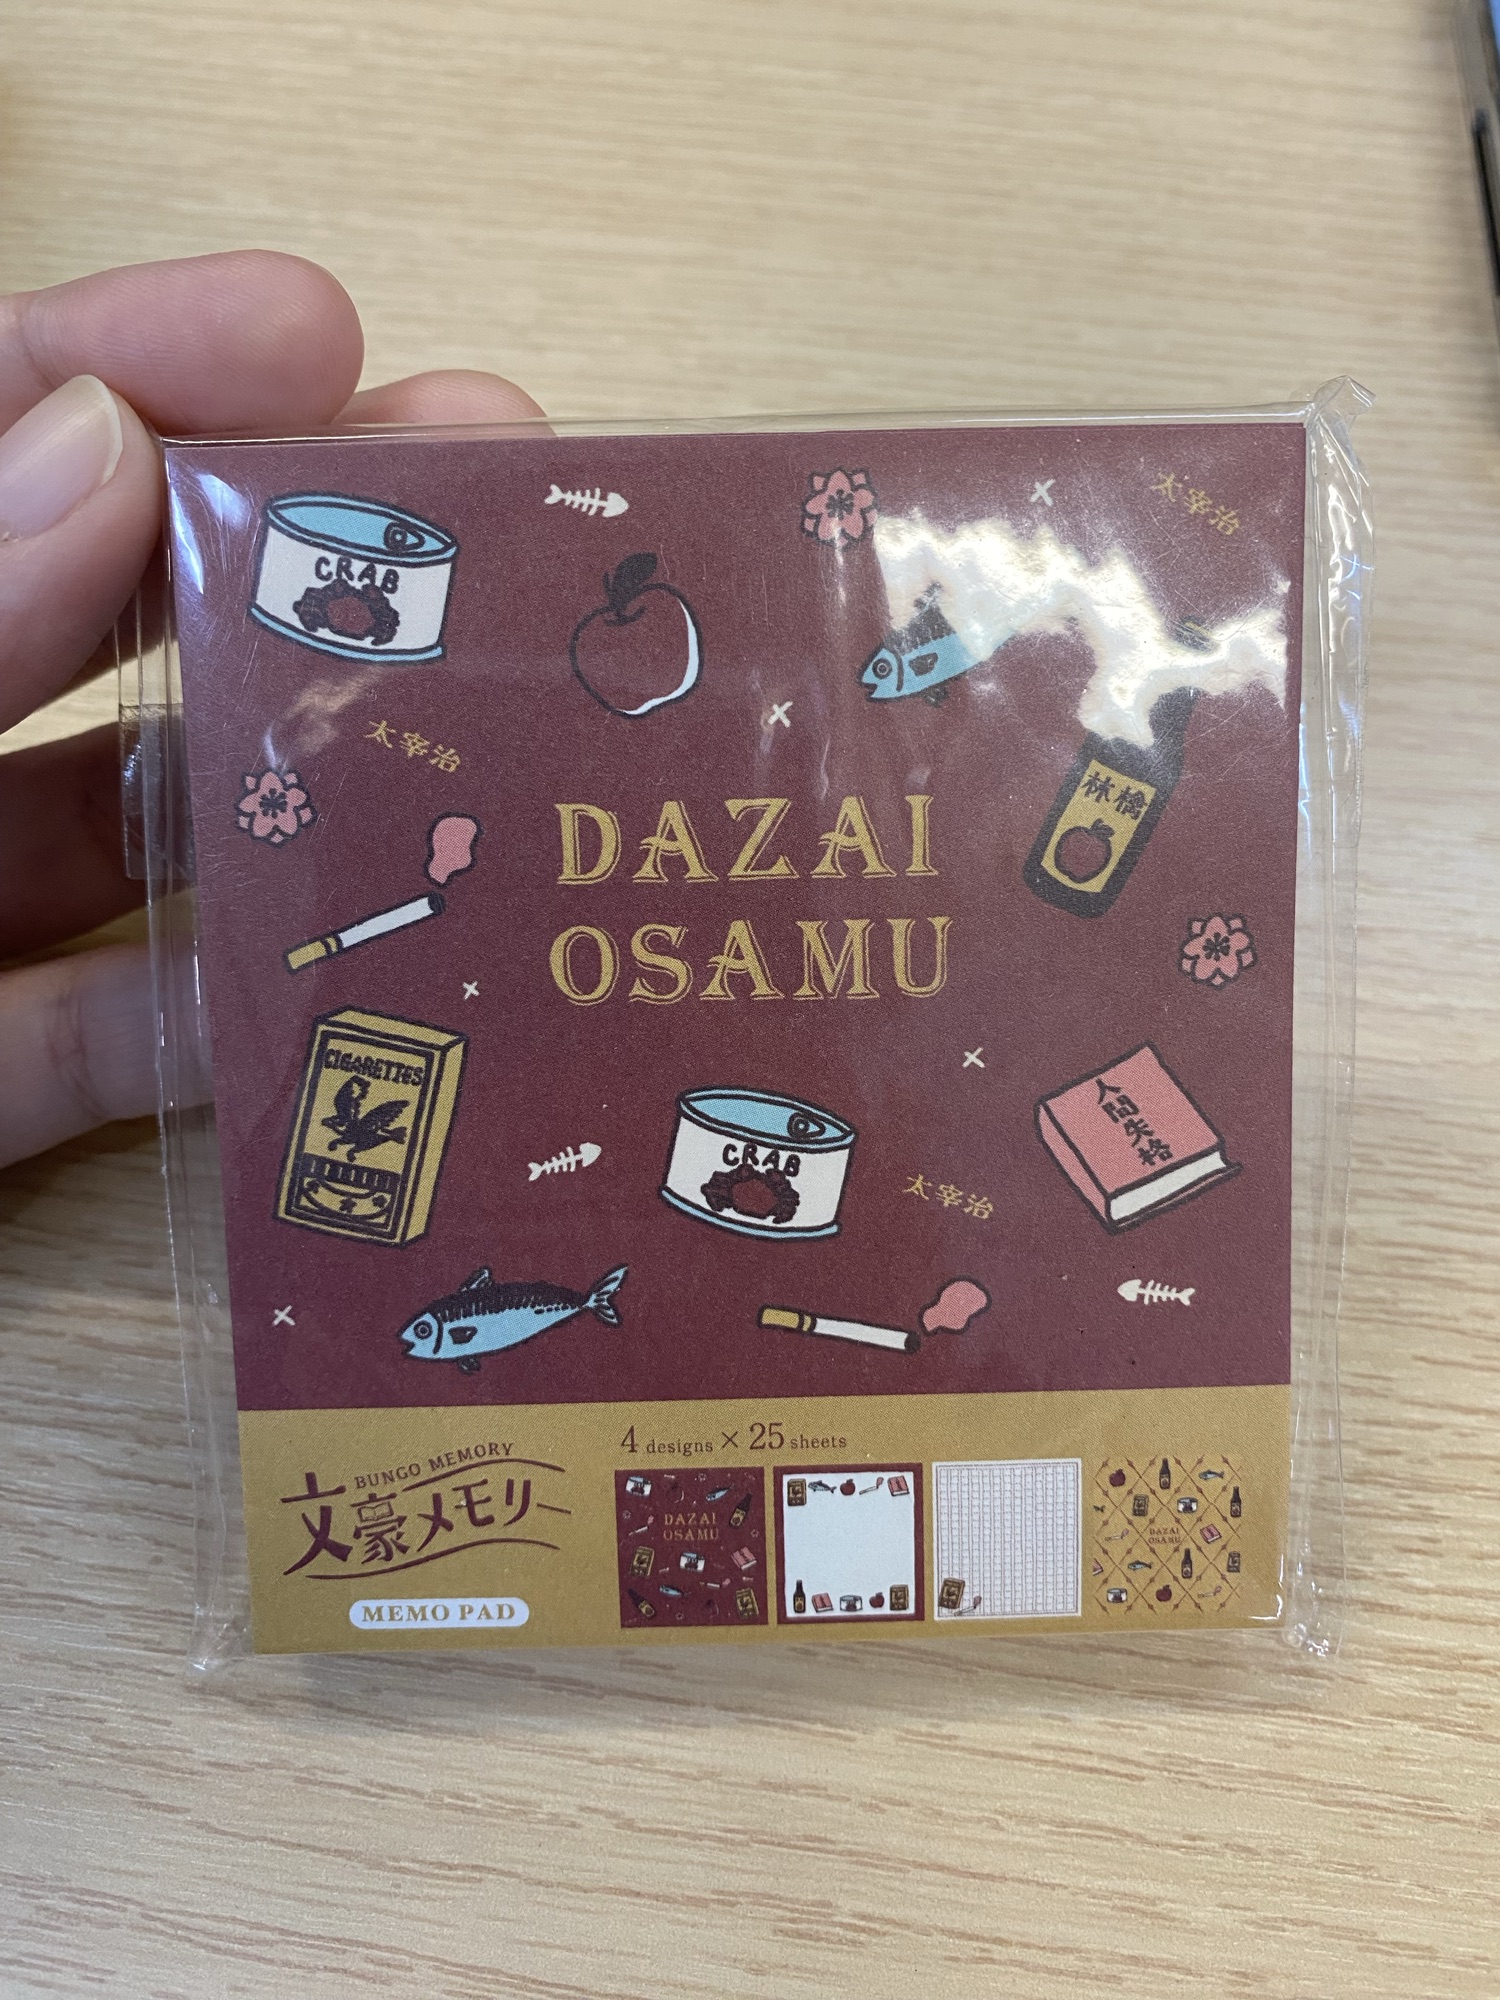 CRAB
太宰治
太宰治
林檎
DAZAI
OSAMU
CIGARETTES
CRAB
人間失格
太宰治
BUNGO MEMORY
文豪メモリー
MEMO PAD
4 designs × 25 sheets
DAZAI
OSAMU
DAZAI
OSAMU